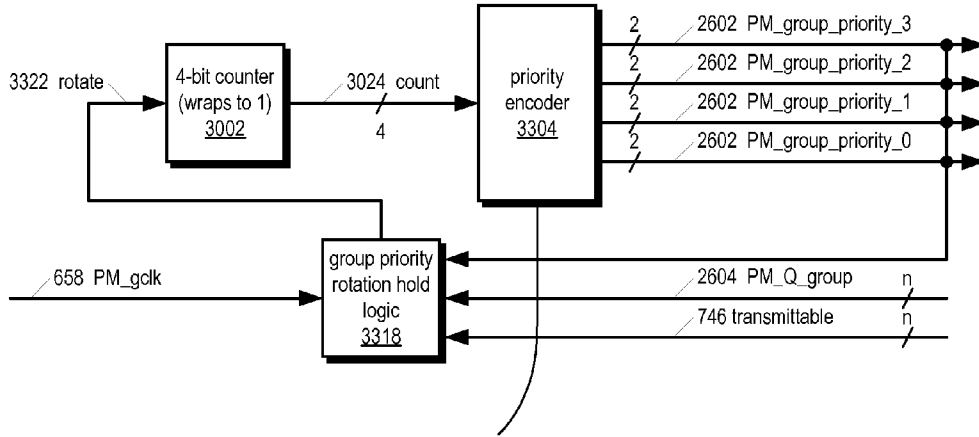 2 2602 PM_group_priority_3
2 2602 PM_group_priority_2
2 2602 PM_group_priority_1
2 2602 PM_group_priority_0
3322 rotate
4-bit counter
(wraps to 1)
3002
3024 count
4
priority
encoder
3304
group priority
rotation hold
logic
3318
658 PM_gclk
2604 PM_Q_group n
746 transmittable n